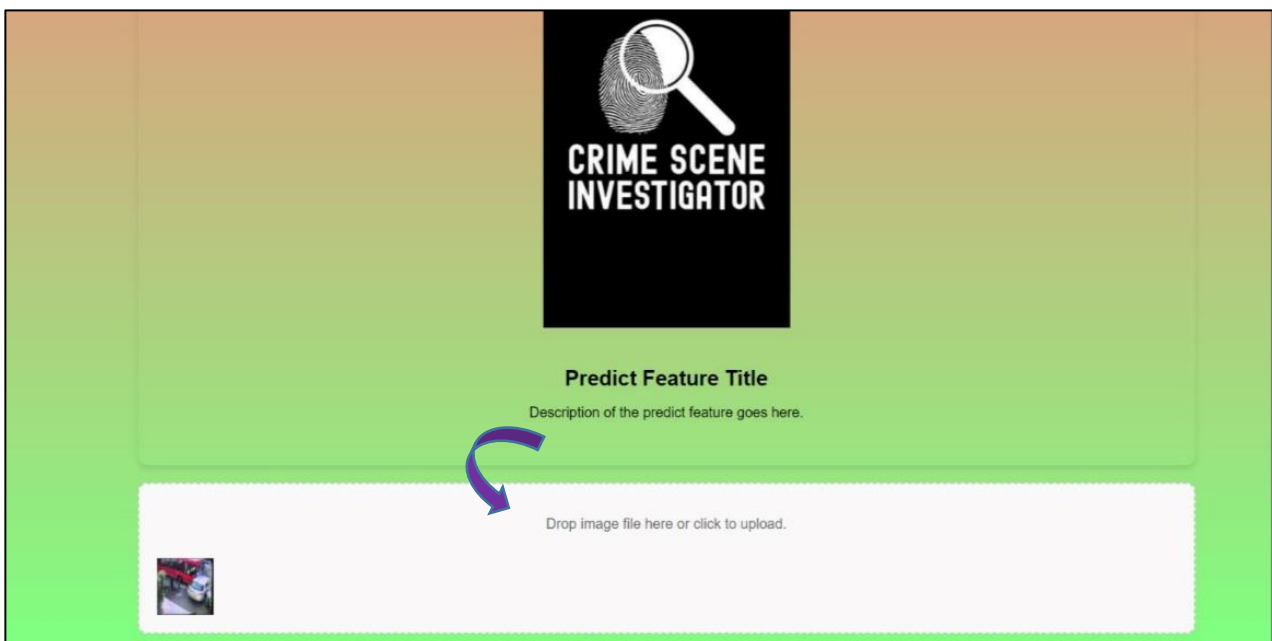 CRIME SCENE
INVESTIGATOR
Predict Feature Title
Description of the predict feature goes here.
Drop image file here or click to upload.